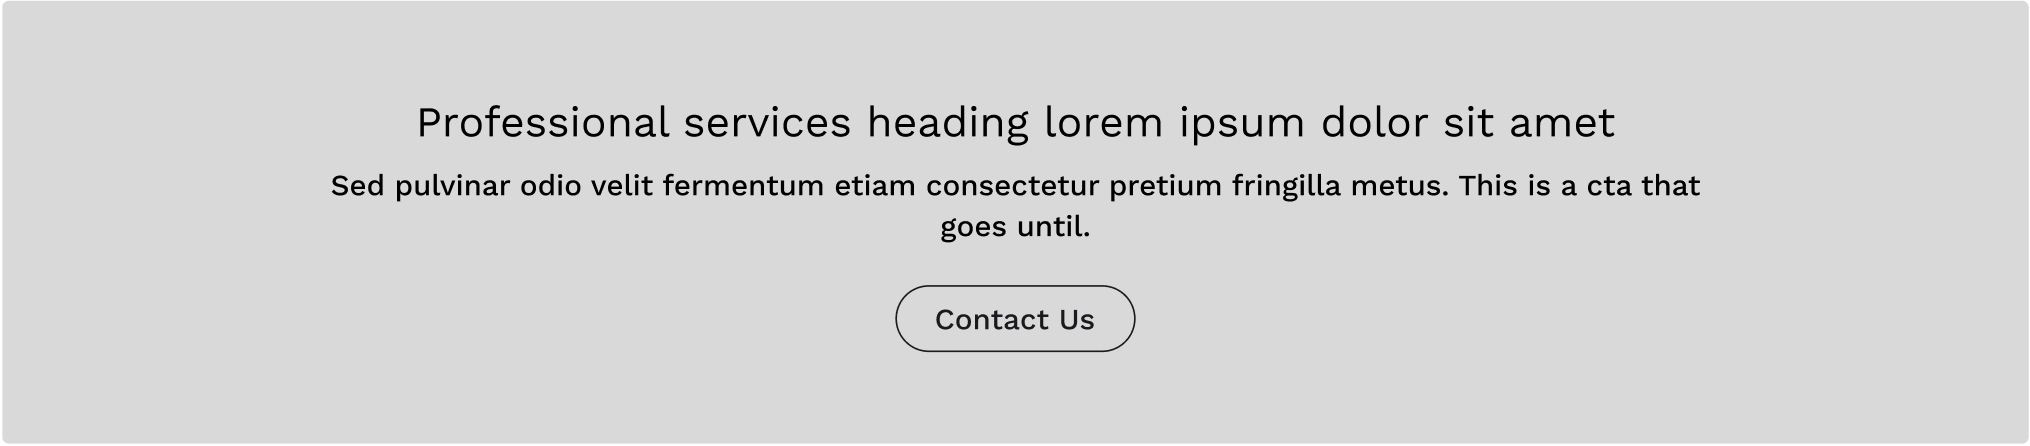 Professional services heading lorem ipsum dolor sit amet
Sed pulvinar odio velit fermentum etiam consectetur pretium fringilla metus. This is a cta that
goes until.
Contact Us